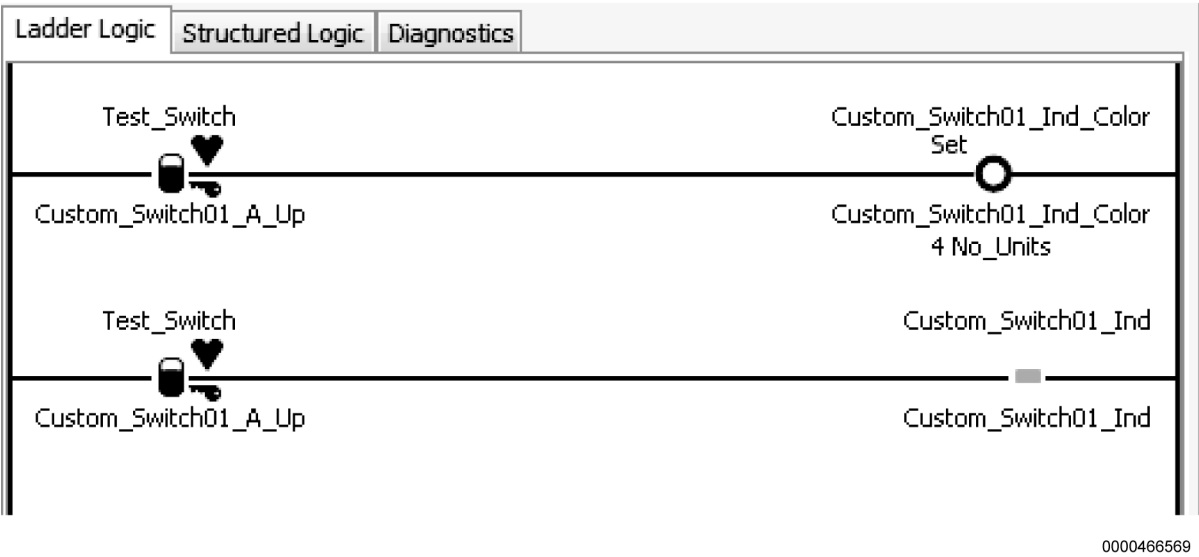 Ladder Logic Structured Logic Diagnostics
Test_Switch Custom_Switch01_Ind_Color
Set
Custom_Switch01_A_Up Custom_Switch01_Ind_Color
4 No_Units
Test_Switch Custom_Switch01_Ind
Custom_Switch01_A_Up Custom_Switch01_Ind
0000466569